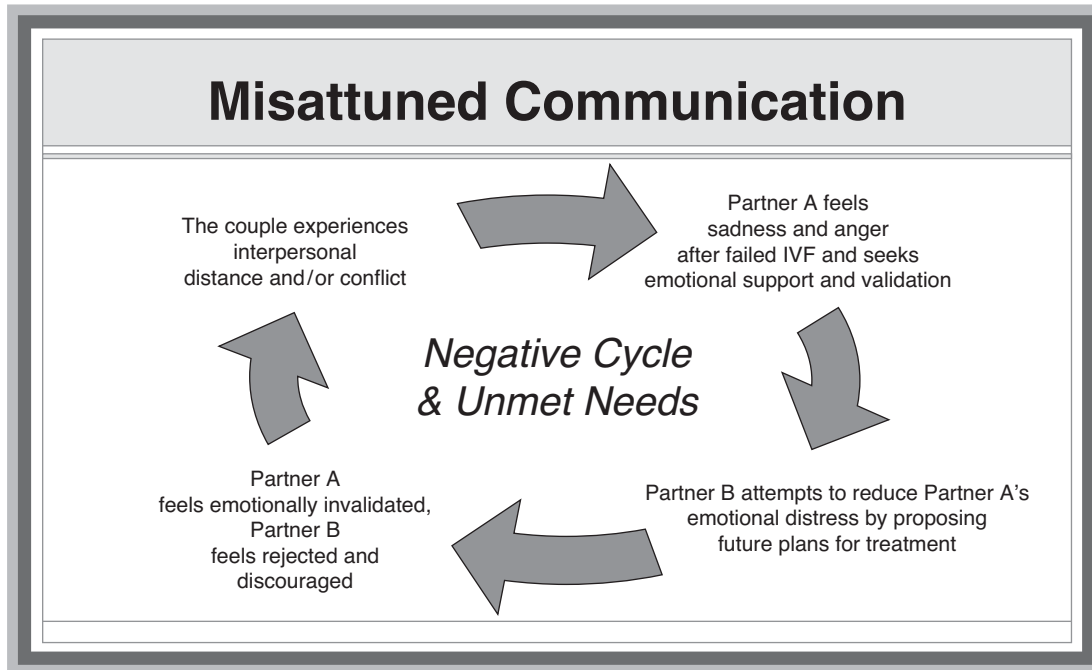 Misattuned Communication
The couple experiences
interpersonal
distance and/or conflict
Partner A feels
sadness and anger
after failed IVF and seeks
emotional support and validation
Negative Cycle
& Unmet Needs
Partner A
feels emotionally invalidated,
Partner B
feels rejected and
discouraged
Partner B attempts to reduce Partner A's
emotional distress by proposing
future plans for treatment